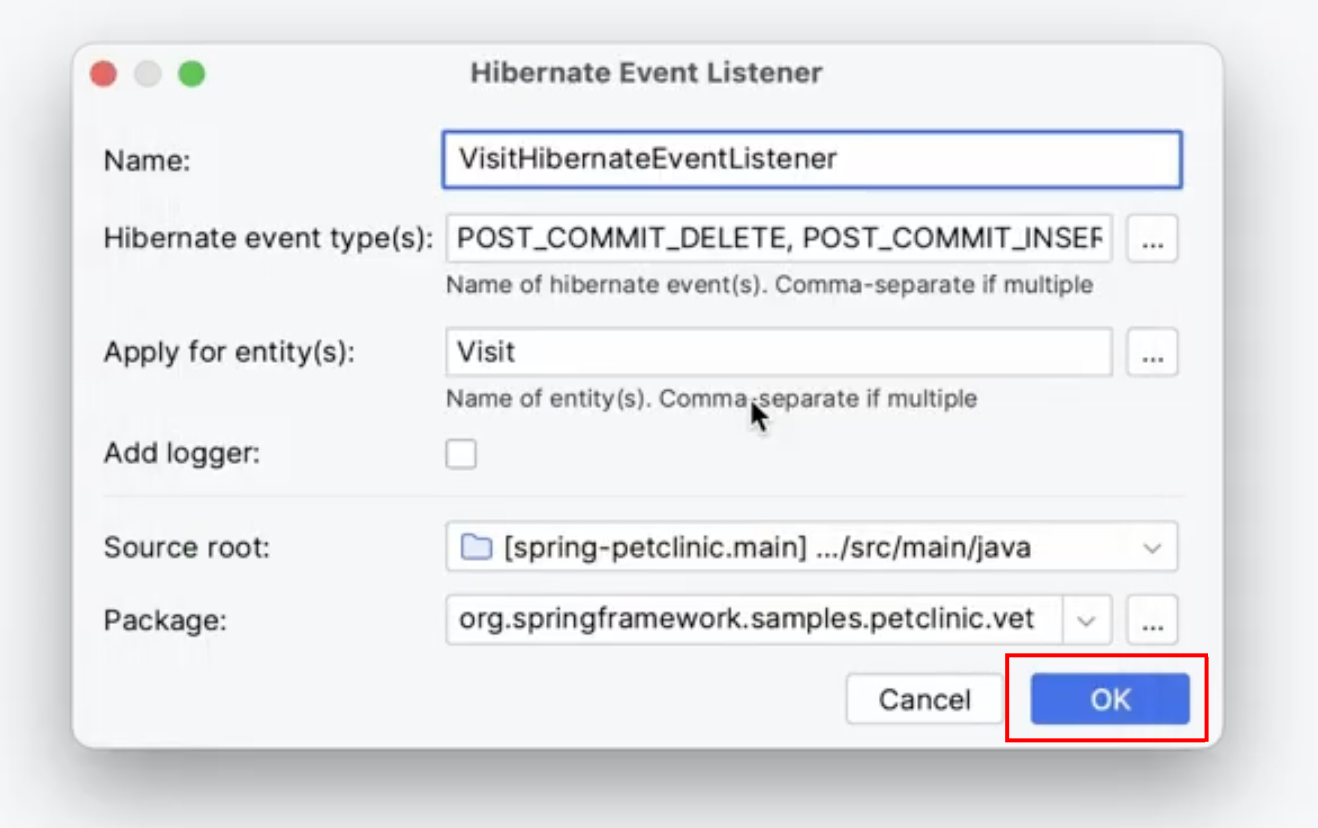 Hibernate Event Listener
Name: VisitHibernateEventListener
Hibernate event type(s): POST_COMMIT_DELETE, POST_COMMIT_INSER ...
Name of hibernate event(s). Comma-separate if multiple
Apply for entity(s): Visit ...
Name of entity(s). Comma-separate if multiple
Add logger:
Source root: [spring-petclinic.main] .../src/main/java
Package: org.springframework.samples.petclinic.vet ...
Cancel OK